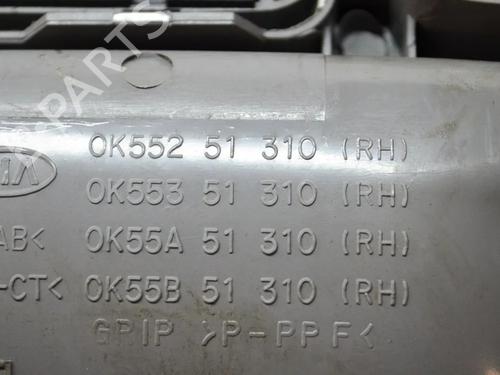 0K552 51 310 (RH)
0K553 51 310 (RH)
AB< 0K55A 51 310 (RH)
-CT< 0K55B 51 310 (RH)
GRIP >P-PPF<